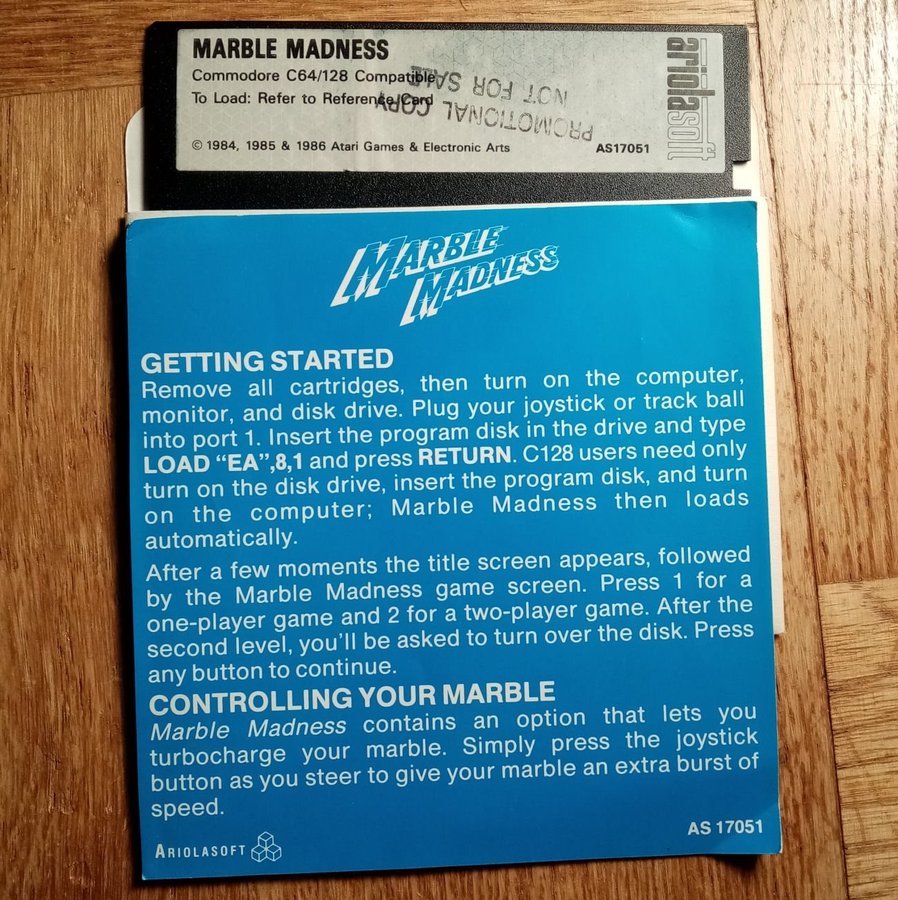 MARBLE MADNESS
Commodore C64/128 Compatible
To Load: Refer to Reference Card
© 1984, 1985 & 1986 Atari Games & Electronic Arts
AS17051
ariolasoft
PROMOTIONAL COPY
NOT FOR SALE
MARBLE
MADNESS
GETTING STARTED
Remove all cartridges, then turn on the computer,
monitor, and disk drive. Plug your joystick or track ball
into port 1. Insert the program disk in the drive and type
LOAD “EA”,8,1 and press RETURN. C128 users need only
turn on the disk drive, insert the program disk, and turn
on the computer; Marble Madness then loads
automatically.
After a few moments the title screen appears, followed
by the Marble Madness game screen. Press 1 for a
one-player game and 2 for a two-player game. After the
second level, you’ll be asked to turn over the disk. Press
any button to continue.
CONTROLLING YOUR MARBLE
Marble Madness contains an option that lets you
turbocharge your marble. Simply press the joystick
button as you steer to give your marble an extra burst of
speed.
AS 17051
ARIOLASOFT